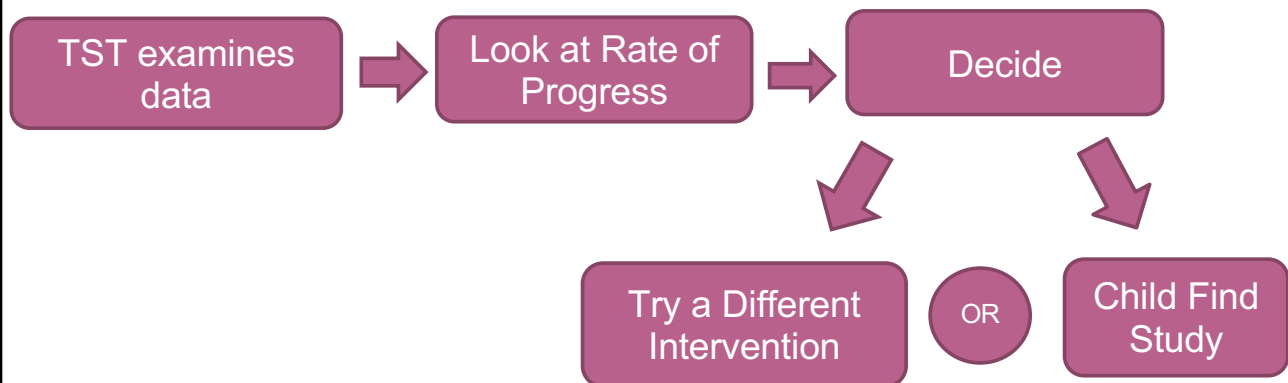 TST examines
data
Look at Rate of
Progress
Decide
Try a Different
Intervention
OR
Child Find
Study